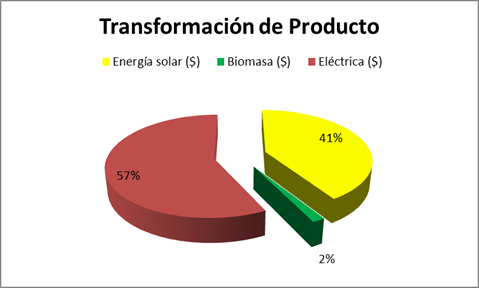 Transformación de Producto
Energía solar ($) Biomasa ($) Eléctrica ($)
41%
57%
2%